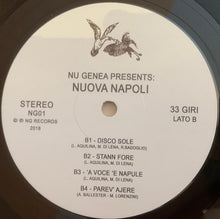 NU GENEA PRESENTS:
NUOVA NAPOLI
STEREO
NG01
℗ © NG RECORDS
2018
33 GIRI
LATO B
B1 - DISCO SOLE
(L. AQUILINA, M. DI LENA, R.BADOGLIO)
B2 - STANN FORE
(L. AQUILINA, M. DI LENA)
B3 - 'A VOCE 'E NAPULE
(L. AQUILINA, M. DI LENA)
B4 - PAREV' AJERE
(A. BALLESTER - M. LORENZINI)